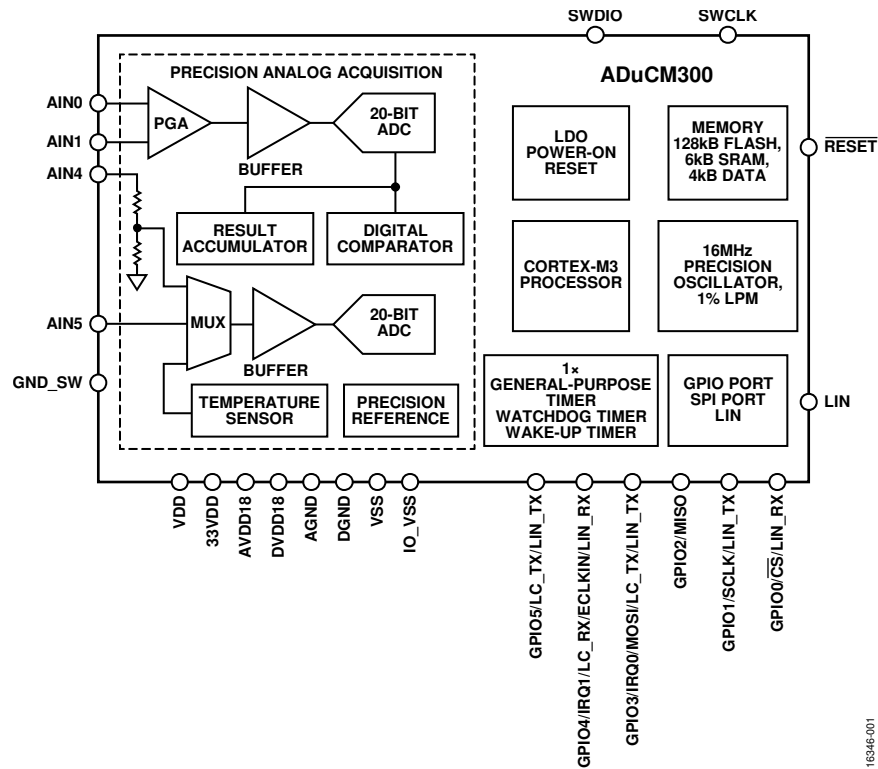 SWDIO
SWCLK
PRECISION ANALOG ACQUISITION
ADuCM300
AIN0
AIN1
AIN4
PGA
BUFFER
20-BIT
ADC
RESULT
ACCUMULATOR
DIGITAL
COMPARATOR
LDO
POWER-ON
RESET
MEMORY
128kB FLASH,
6kB SRAM,
4kB DATA
RESET
CORTEX-M3
PROCESSOR
16MHz
PRECISION
OSCILLATOR,
1% LPM
AIN5
MUX
BUFFER
20-BIT
ADC
GND_SW
TEMPERATURE
SENSOR
PRECISION
REFERENCE
1×
GENERAL-PURPOSE
TIMER
WATCHDOG TIMER
WAKE-UP TIMER
GPIO PORT
SPI PORT
LIN
LIN
VDD
33VDD
AVDD18
DVDD18
AGND
DGND
VSS
IO_VSS
GPIO5/LC_TX/LIN_TX
GPIO4/IRQ1/LC_RX/ECLKIN/LIN_RX
GPIO3/IRQ0/MOSI/LC_TX/LIN_TX
GPIO2/MISO
GPIO1/SCLK/LIN_TX
GPIO0/CS/LIN_RX
16346-001